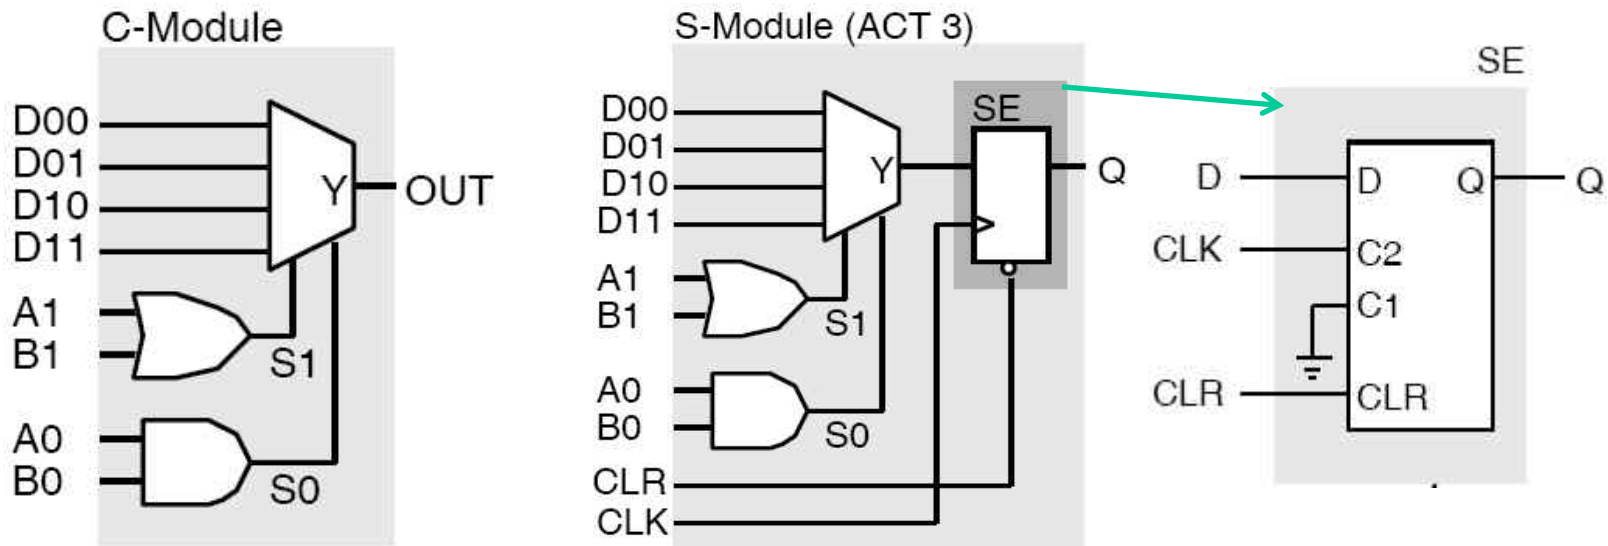 C-Module
D00
D01
D10
D11
Y
OUT
A1
B1
S1
A0
B0
S0
S-Module (ACT 3)
D00
D01
D10
D11
Y
SE
Q
A1
B1
S1
A0
B0
S0
CLR
CLK
SE
D
D
Q
Q
CLK
C2
C1
CLR
CLR